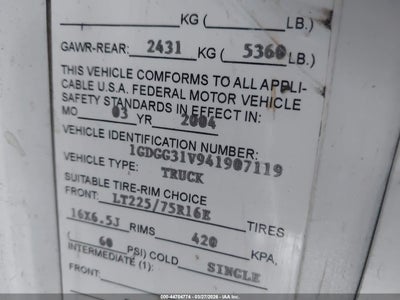 KG ( LB.)
GAWR-REAR: 2431 KG ( 5360 LB.)
THIS VEHICLE CONFORMS TO ALL APPLI-
CABLE U.S.A. FEDERAL MOTOR VEHICLE
SAFETY STANDARDS IN EFFECT IN:
MO 03 YR 2004
VEHICLE IDENTIFICATION NUMBER:
1GDGG31V941907119
VEHICLE TYPE: TRUCK
SUITABLE TIRE-RIM CHOICE
FRONT: LT225/75R16E TIRES
16X6.5J RIMS 420 KPA,
( 60 PSI) COLD SINGLE
INTERMEDIATE (1):
FRONT:
000-44704774 - 03/27/2026 - IAAI